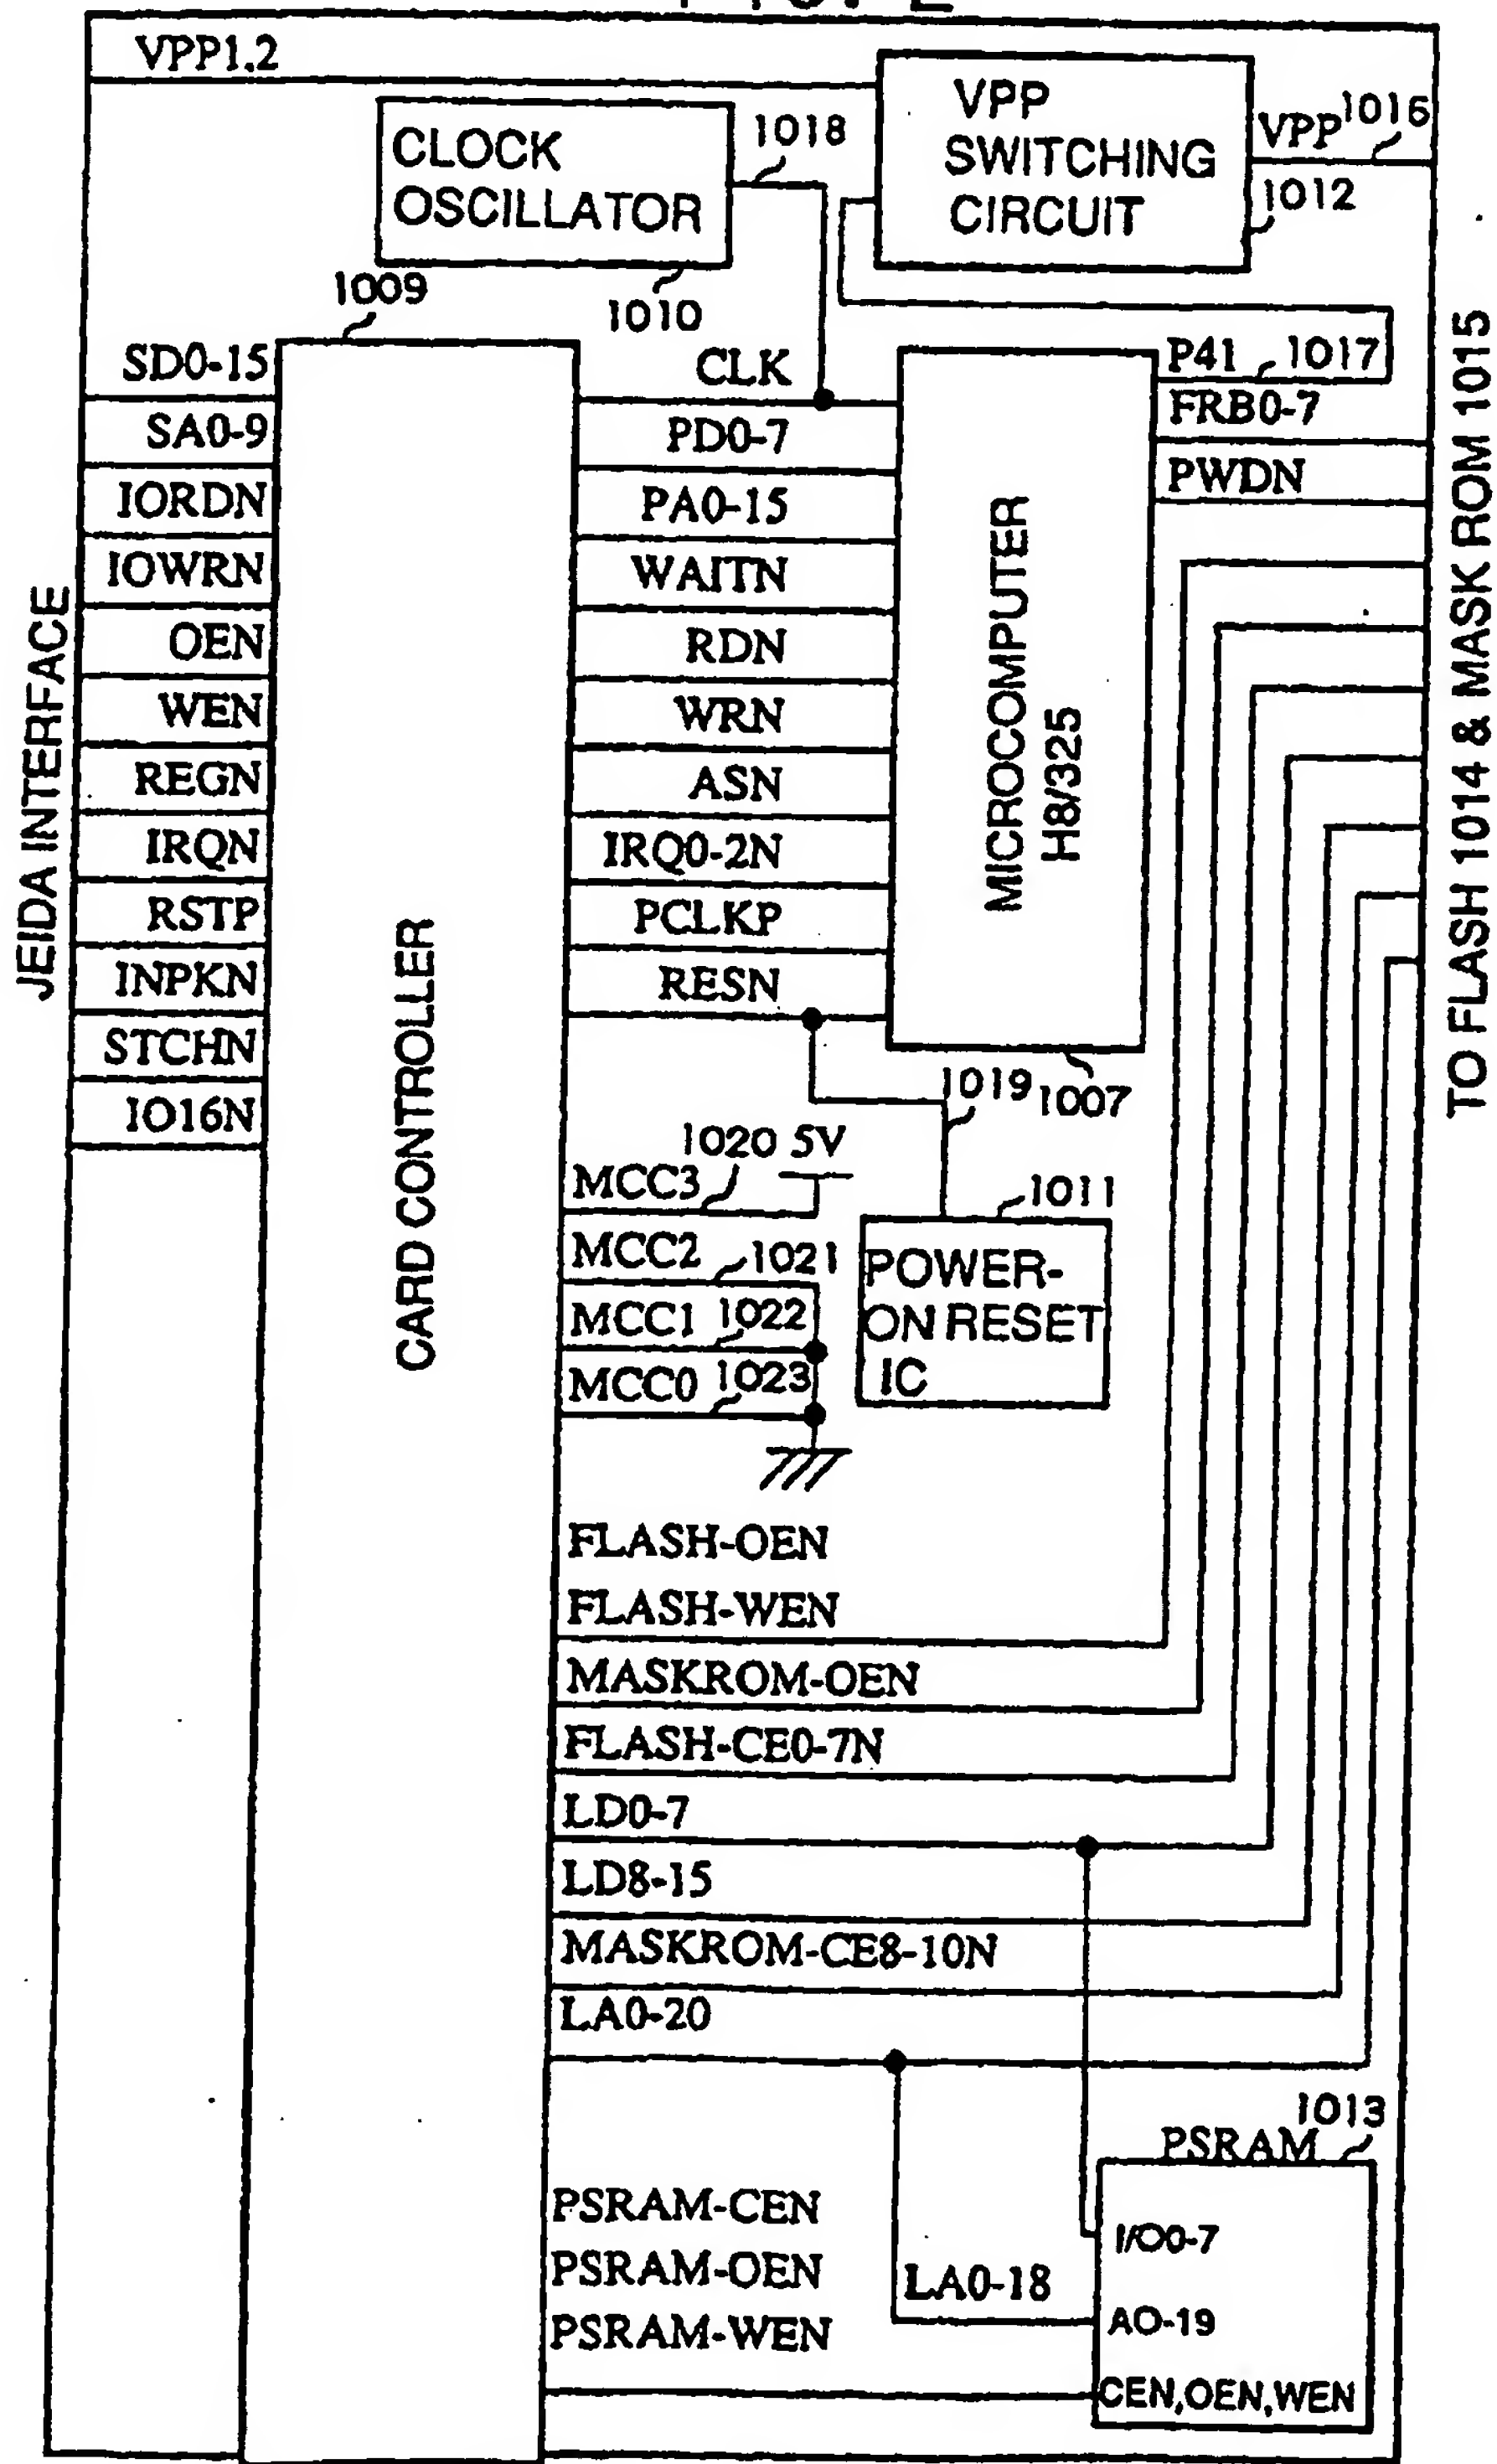 FIG. 2
VPP1.2
CLOCK
OSCILLATOR
1018
1010
VPP
SWITCHING
CIRCUIT
VPP 1016
1012
1009
JEIDA INTERFACE
SD0-15
SA0-9
IORDN
IOWRN
OEN
WEN
REGN
IRQN
RSTP
INPKN
STCHN
IO16N
CARD CONTROLLER
CLK
PD0-7
PA0-15
WAITN
RDN
WRN
ASN
IRQ0-2N
PCLKP
RESN
MICROCOMPUTER
H8/325
P41 1017
FRB0-7
PWDN
TO FLASH 1014 & MASK ROM 1015
1019
1007
1020 5V
MCC3
MCC2 1021
MCC1 1022
MCC0 1023
1011
POWER-
ON RESET
IC
FLASH-OEN
FLASH-WEN
MASKROM-OEN
FLASH-CE0-7N
LD0-7
LD8-15
MASKROM-CE8-10N
LA0-20
1013
PSRAM
PSRAM-CEN
PSRAM-OEN
PSRAM-WEN
LA0-18
I/O0-7
AO-19
CEN,OEN,WEN